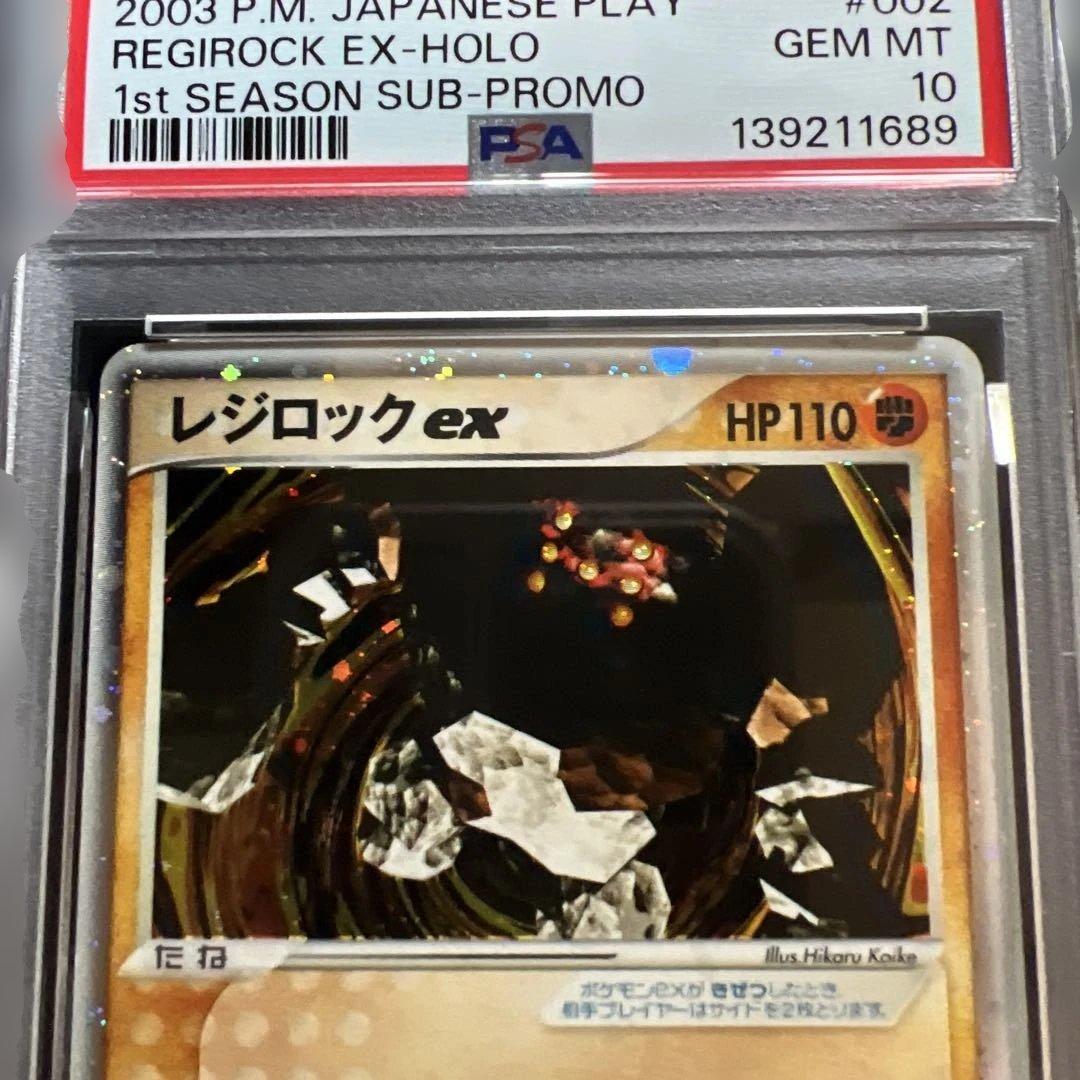 2003 P.M. JAPANESE PLAY #002
REGIROCK EX-HOLO GEM MT
1st SEASON SUB-PROMO 10
PSA 139211689
レジロックex HP110
たね Illus. Hikaru Koike
ポケモンexが きぜつしたとき、
相手プレイヤーはサイドを2枚とります。